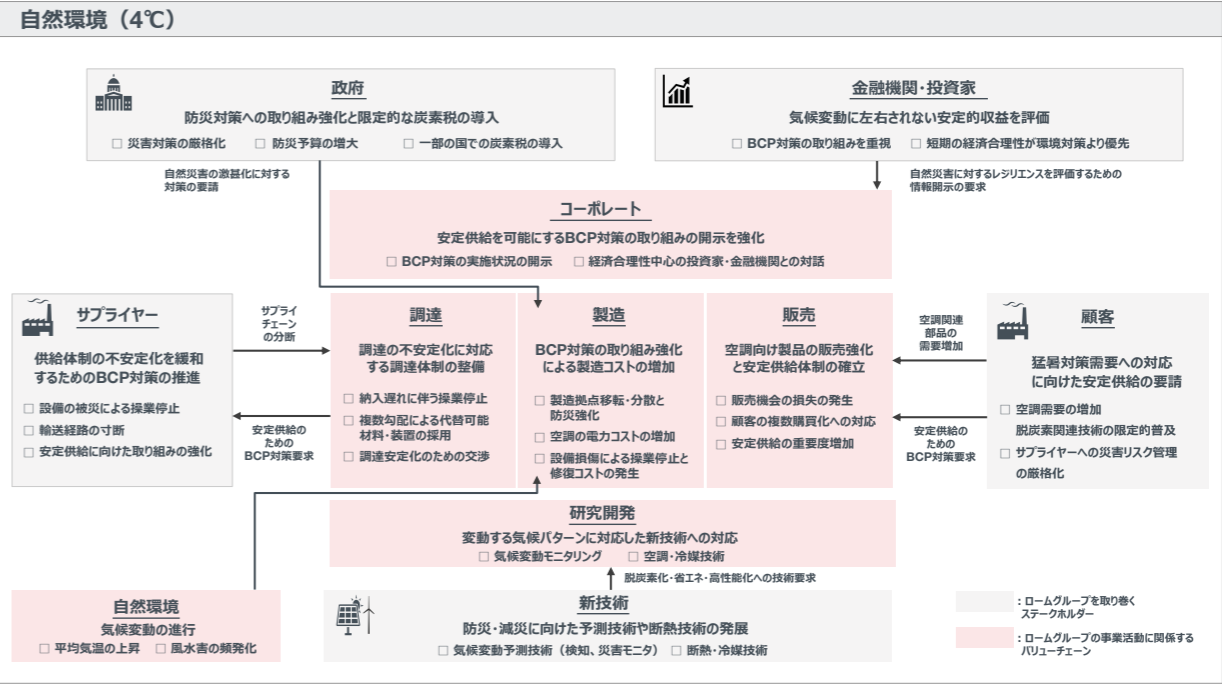 自然環境（4℃）
政府
防災対策への取り組み強化と限定的な炭素税の導入
□ 災害対策の厳格化　□ 防災予算の増大　□ 一部の国での炭素税の導入
金融機関・投資家
気候変動に左右されない安定的収益を評価
□ BCP対策の取り組みを重視　□ 短期の経済合理性が環境対策より優先
自然災害の激甚化に対する
対策の要請
自然災害に対するレジリエンスを評価するための
情報開示の要求
コーポレート
安定供給を可能にするBCP対策の取り組みの開示を強化
□ BCP対策の実施状況の開示　□ 経済合理性中心の投資家・金融機関との対話
サプライヤー
供給体制の不安定化を緩和
するためのBCP対策の推進
□ 設備の被災による操業停止
□ 輸送経路の寸断
□ 安定供給に向けた取り組みの強化
サプライ
チェーン
の分断
安定供給の
ための
BCP対策要求
調達
調達の不安定化に対応
する調達体制の整備
□ 納入遅れに伴う操業停止
□ 複数勾配による代替可能
材料・装置の採用
□ 調達安定化のための交渉
製造
BCP対策の取り組み強化
による製造コストの増加
□ 製造拠点移転・分散と
防災強化
□ 空調の電力コストの増加
□ 設備損傷による操業停止と
修復コストの発生
販売
空調向け製品の販売強化
と安定供給体制の確立
□ 販売機会の損失の発生
□ 顧客の複数購買化への対応
□ 安定供給の重要度増加
空調関連
部品の
需要増加
安定供給の
ための
BCP対策要求
顧客
猛暑対策需要への対応
に向けた安定供給の要請
□ 空調需要の増加
脱炭素関連技術の限定的普及
□ サプライヤーへの災害リスク管理
の厳格化
研究開発
変動する気候パターンに対応した新技術への対応
□ 気候変動モニタリング　□ 空調・冷媒技術
脱炭素化・省エネ・高性能化への技術要求
自然環境
気候変動の進行
□ 平均気温の上昇　□ 風水害の頻発化
新技術
防災・減災に向けた予測技術や断熱技術の発展
□ 気候変動予測技術（検知、災害モニタ）　□ 断熱・冷媒技術
：ロームグループを取り巻く
ステークホルダー
：ロームグループの事業活動に関係する
バリューチェーン